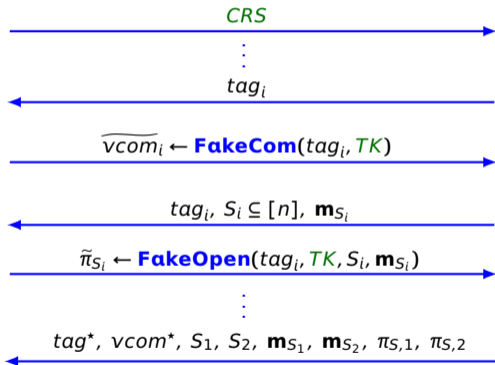 CRS
⋮
tag_i
\widetilde{vcom}_i ← FakeCom(tag_i, TK)
tag_i, S_i ⊆ [n], m_{S_i}
\tilde{π}_{S_i} ← FakeOpen(tag_i, TK, S_i, m_{S_i})
⋮
tag^⋆, vcom^⋆, S_1, S_2, m_{S_1}, m_{S_2}, π_{S,1}, π_{S,2}